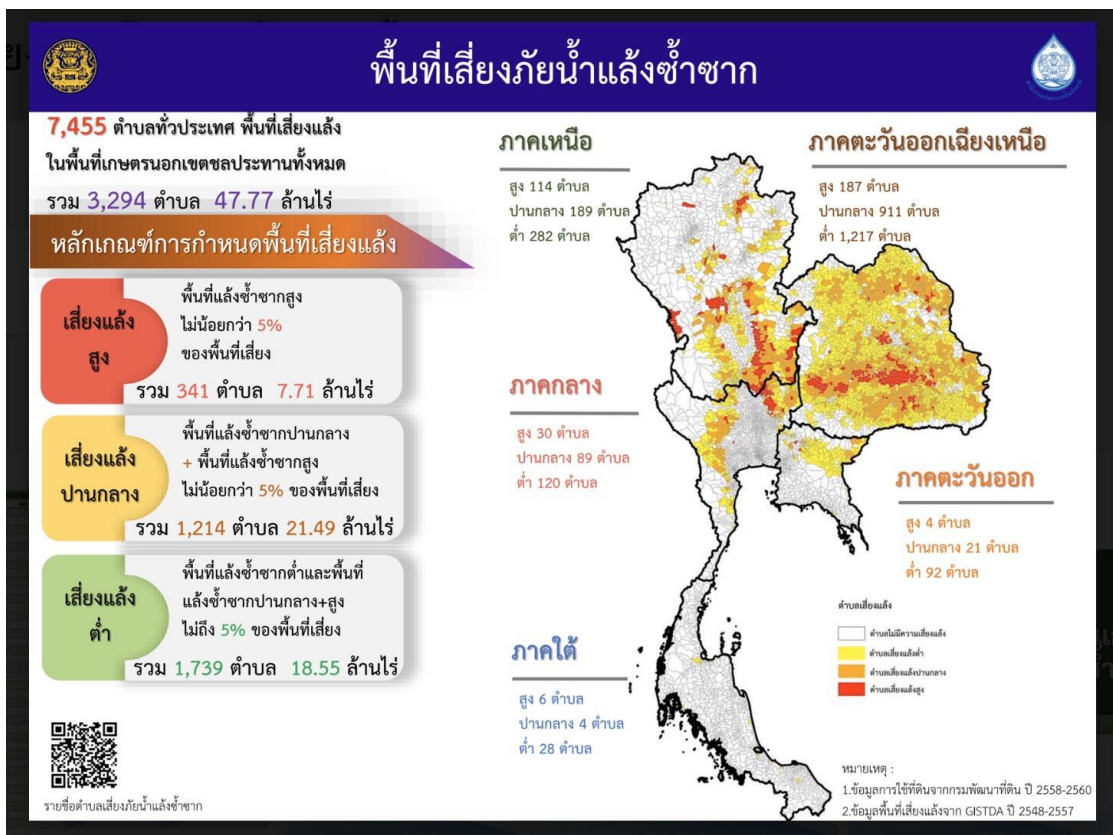 พื้นที่เสี่ยงภัยน้ำแล้งซ้ำซาก
7,455 ตำบลทั่วประเทศ พื้นที่เสี่ยงแล้ง
ในพื้นที่เกษตรนอกเขตชลประทานทั้งหมด
รวม 3,294 ตำบล 47.77 ล้านไร่
หลักเกณฑ์การกำหนดพื้นที่เสี่ยงแล้ง
เสี่ยงแล้ง
สูง
พื้นที่แล้งซ้ำซากสูง
ไม่น้อยกว่า 5%
ของพื้นที่เสี่ยง
รวม 341 ตำบล 7.71 ล้านไร่
เสี่ยงแล้ง
ปานกลาง
พื้นที่แล้งซ้ำซากปานกลาง
+ พื้นที่แล้งซ้ำซากสูง
ไม่น้อยกว่า 5% ของพื้นที่เสี่ยง
รวม 1,214 ตำบล 21.49 ล้านไร่
เสี่ยงแล้ง
ต่ำ
พื้นที่แล้งซ้ำซากต่ำและพื้นที่
แล้งซ้ำซากปานกลาง+สูง
ไม่ถึง 5% ของพื้นที่เสี่ยง
รวม 1,739 ตำบล 18.55 ล้านไร่
รายชื่อตำบลเสี่ยงภัยน้ำแล้งซ้ำซาก
ภาคเหนือ
สูง 114 ตำบล
ปานกลาง 189 ตำบล
ต่ำ 282 ตำบล
ภาคตะวันออกเฉียงเหนือ
สูง 187 ตำบล
ปานกลาง 911 ตำบล
ต่ำ 1,217 ตำบล
ภาคกลาง
สูง 30 ตำบล
ปานกลาง 89 ตำบล
ต่ำ 120 ตำบล
ภาคตะวันออก
สูง 4 ตำบล
ปานกลาง 21 ตำบล
ต่ำ 92 ตำบล
ภาคใต้
สูง 6 ตำบล
ปานกลาง 4 ตำบล
ต่ำ 28 ตำบล
ตำบลเสี่ยงแล้ง
ตำบลไม่มีความเสี่ยงแล้ง
ตำบลเสี่ยงแล้งต่ำ
ตำบลเสี่ยงแล้งปานกลาง
ตำบลเสี่ยงแล้งสูง
หมายเหตุ :
1.ข้อมูลการใช้ที่ดินจากกรมพัฒนาที่ดิน ปี 2558-2560
2.ข้อมูลพื้นที่เสี่ยงแล้งจาก GISTDA ปี 2548-2557